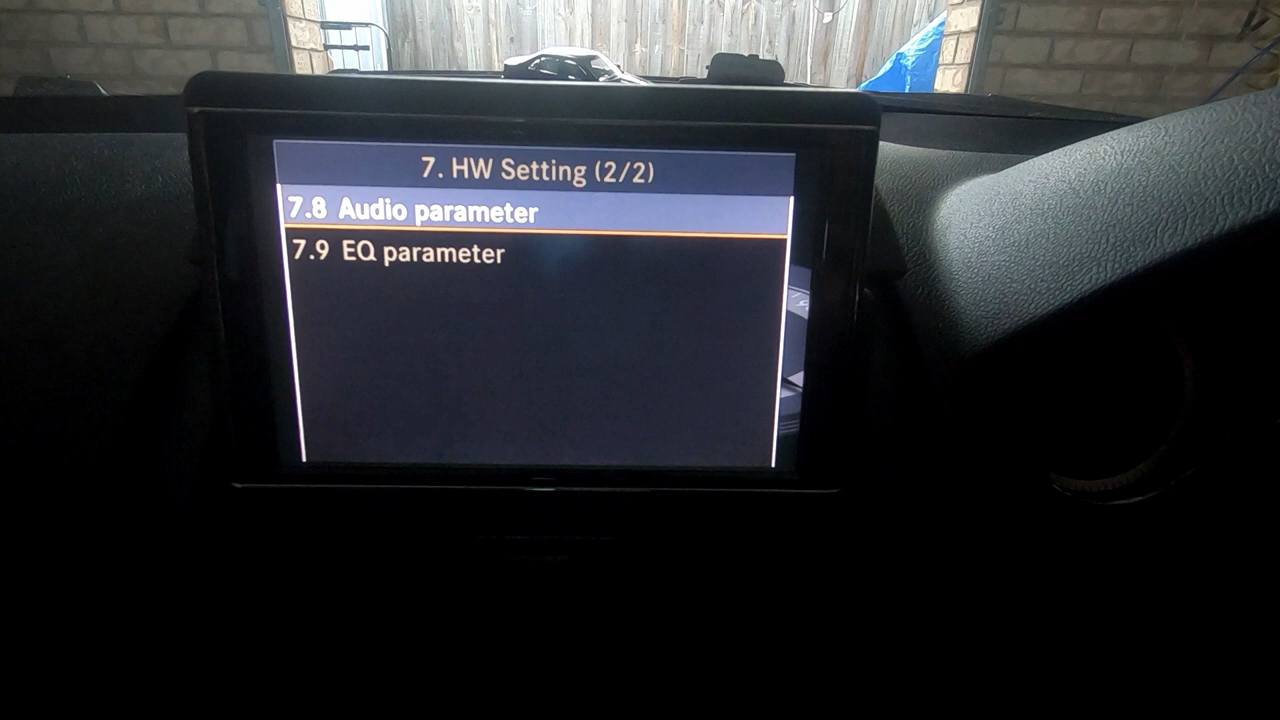 7. HW Setting (2/2)
7.8 Audio parameter
7.9 EQ parameter